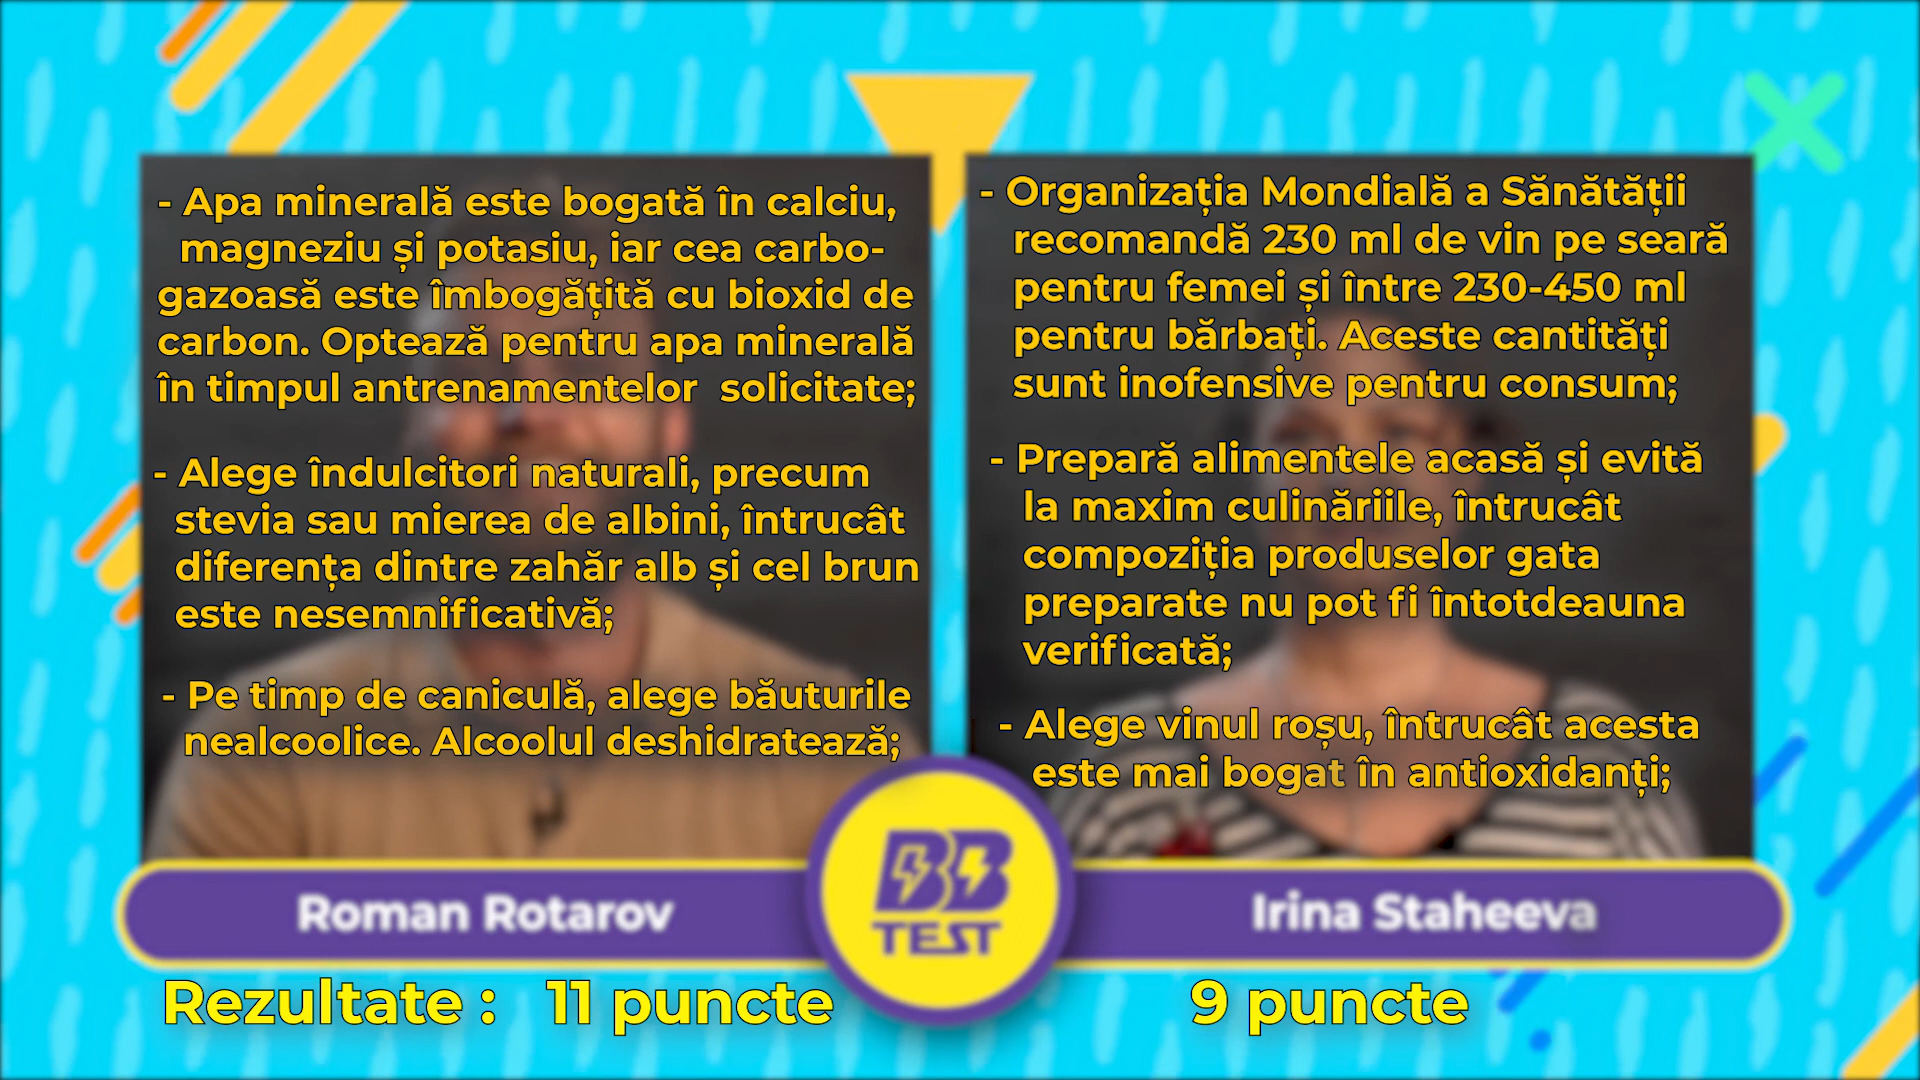 - Apa minerală este bogată în calciu,
magneziu și potasiu, iar cea carbo-
gazoasă este îmbogățită cu bioxid de
carbon. Optează pentru apa minerală
în timpul antrenamentelor solicitate;
- Alege îndulcitori naturali, precum
stevia sau mierea de albini, întrucât
diferența dintre zahăr alb și cel brun
este nesemnificativă;
- Pe timp de caniculă, alege băuturile
nealcoolice. Alcoolul deshidratează;
- Organizația Mondială a Sănătății
recomandă 230 ml de vin pe seară
pentru femei și între 230-450 ml
pentru bărbați. Aceste cantități
sunt inofensive pentru consum;
- Prepară alimentele acasă și evită
la maxim culinăriile, întrucât
compoziția produselor gata
preparate nu pot fi întotdeauna
verificată;
- Alege vinul roșu, întrucât acesta
este mai bogat în antioxidanți;
Roman Rotarov
BB
TEST
Irina Staheeva
Rezultate : 11 puncte
9 puncte